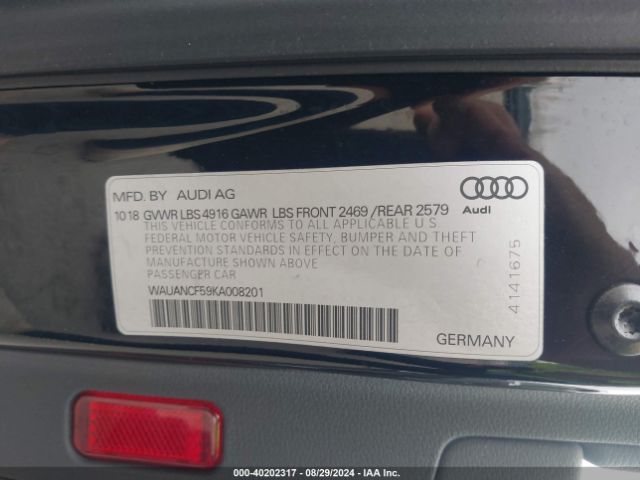 MFD. BY AUDI AG
Audi
10 18 GVWR LBS 4916 GAWR LBS FRONT 2469 /REAR 2579
THIS VEHICLE CONFORMS TO ALL APPLICABLE U.S.
FEDERAL MOTOR VEHICLE SAFETY, BUMPER AND THEFT
PREVENTION STANDARDS IN EFFECT ON THE DATE OF
MANUFACTURE SHOWN ABOVE
PASSENGER CAR
WAUANCF59KA008201
4141675
GERMANY
000-40202317 - 08/29/2024 - IAA Inc.